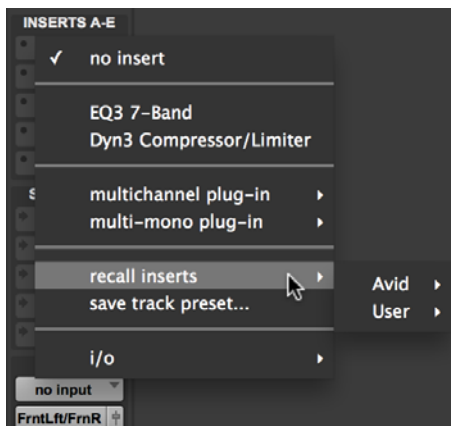 INSERTS A-E
✓ no insert
EQ3 7-Band
Dyn3 Compressor/Limiter
S
multichannel plug-in
multi-mono plug-in
recall inserts
Avid
save track preset...
User
i/o
no input
FrntLft/FrnR